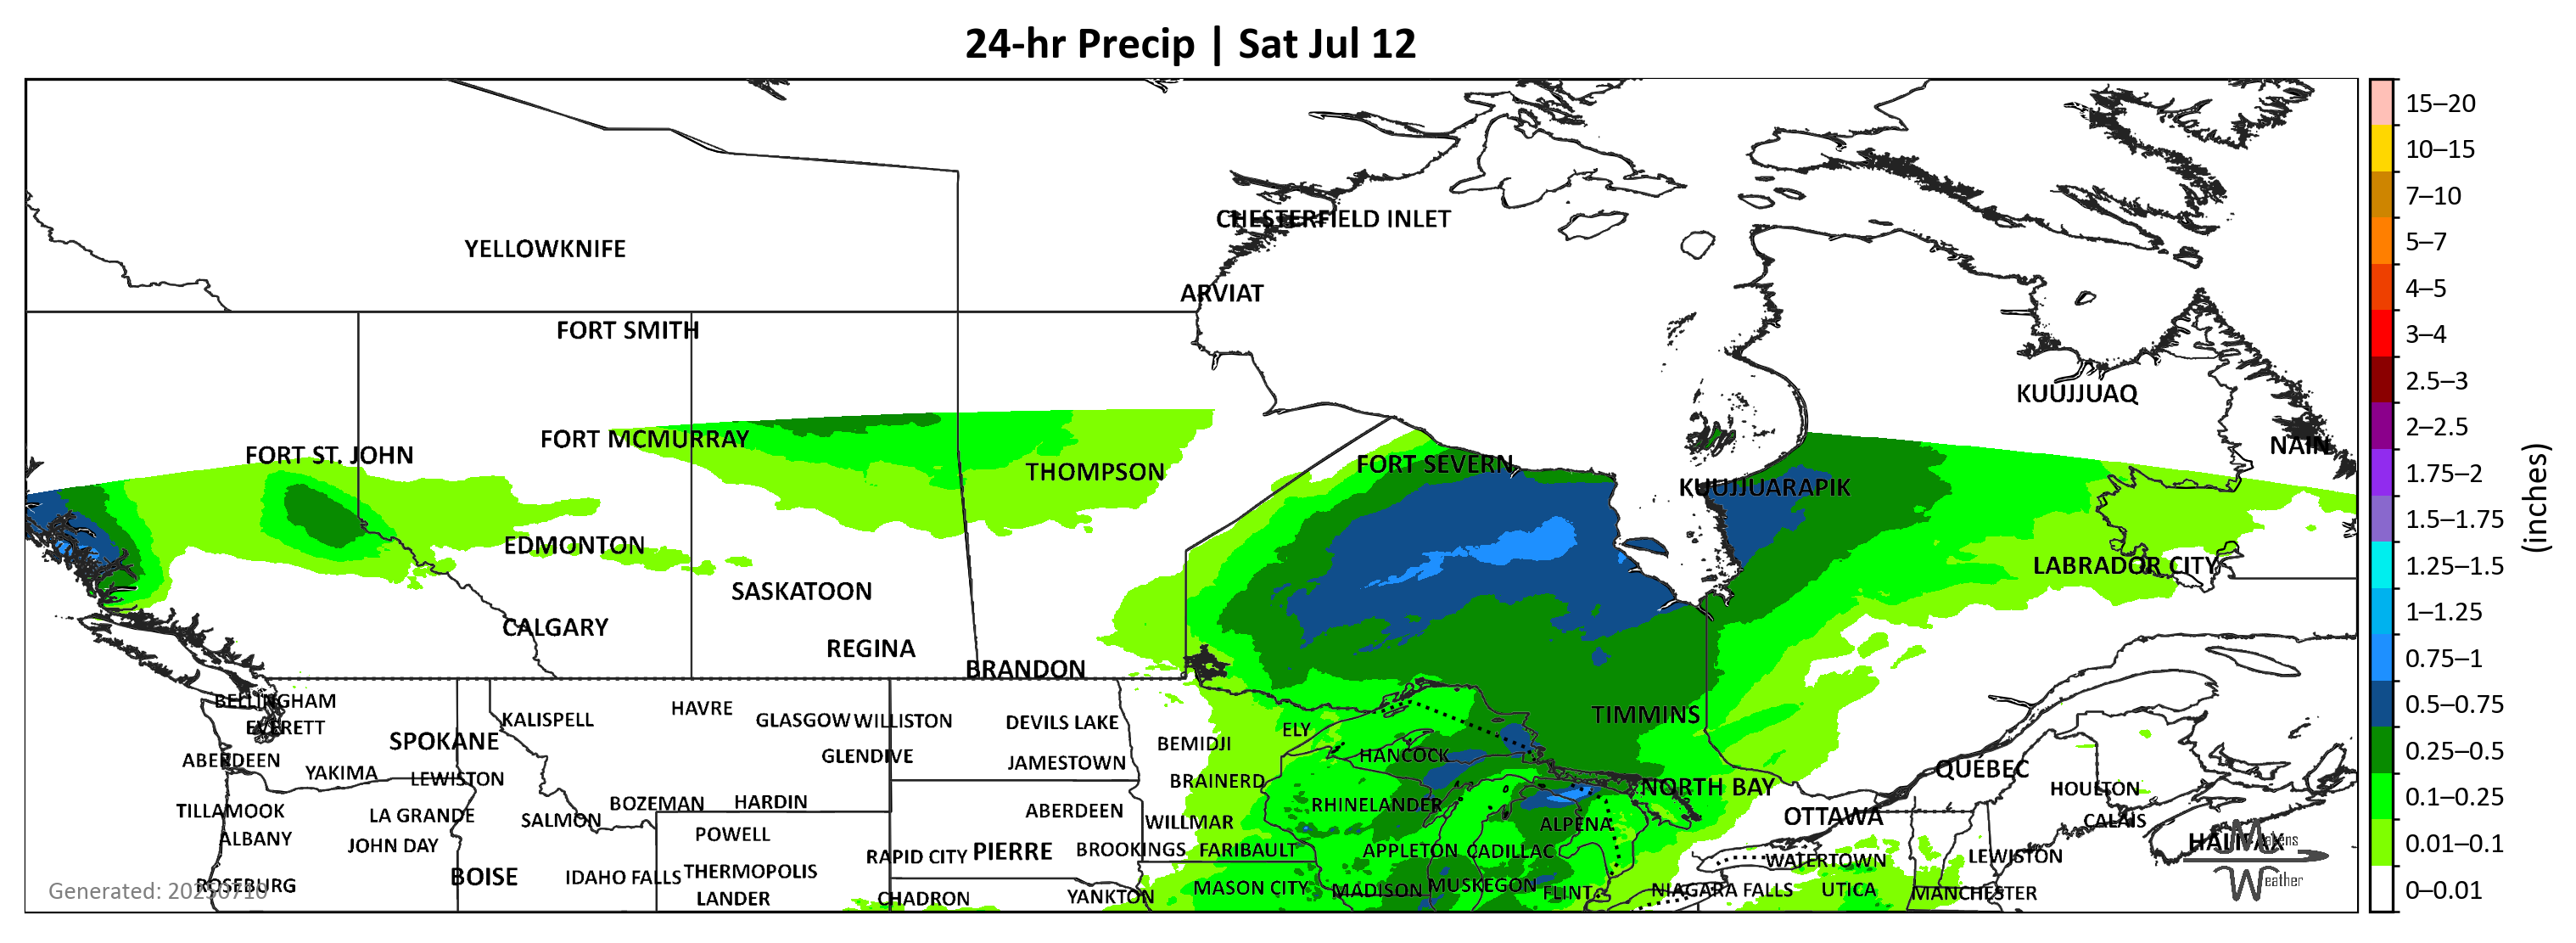 24-hr Precip | Sat Jul 12
CHESTERFIELD INLET
YELLOWKNIFE
ARVIAT
FORT SMITH
KUUJJUAQ
FORT MCMURRAY
NAIN
FORT ST. JOHN
FORT SEVERN
THOMPSON
KUUJJUARAPIK
EDMONTON
LABRADOR CITY
SASKATOON
CALGARY
REGINA
BRANDON
BELLINGHAM
HAVRE
KALISPELL
GLASGOW
WILLISTON
DEVILS LAKE
TIMMINS
EVERETT
ELY
SPOKANE
BEMIDJI
GLENDIVE
HANCOCK
ABERDEEN
JAMESTOWN
QUÉBEC
YAKIMA
LEWISTON
BRAINERD
NORTH BAY
HOULTON
BOZEMAN
HARDIN
RHINELANDER
TILLAMOOK
LA GRANDE
SALMON
ABERDEEN
WILLMAR
ALPENA
OTTAWA
CALAIS
ALBANY
JOHN DAY
POWELL
HALIFAX
RAPID CITY
PIERRE
BROOKINGS
FARIBAULT
APPLETON
CADILLAC
WATERTOWN
LEWISTON
BOISE
IDAHO FALLS
THERMOPOLIS
ROSEBURG
MASON CITY
MADISON
MUSKEGON
FLINT
NIAGARA FALLS
UTICA
MANCHESTER
LANDER
CHADRON
YANKTON
Generated: 20250710
Weather
15–20
10–15
7–10
5–7
4–5
3–4
2.5–3
2–2.5
1.75–2
1.5–1.75
1.25–1.5
1–1.25
0.75–1
0.5–0.75
0.25–0.5
0.1–0.25
0.01–0.1
0–0.01
(inches)